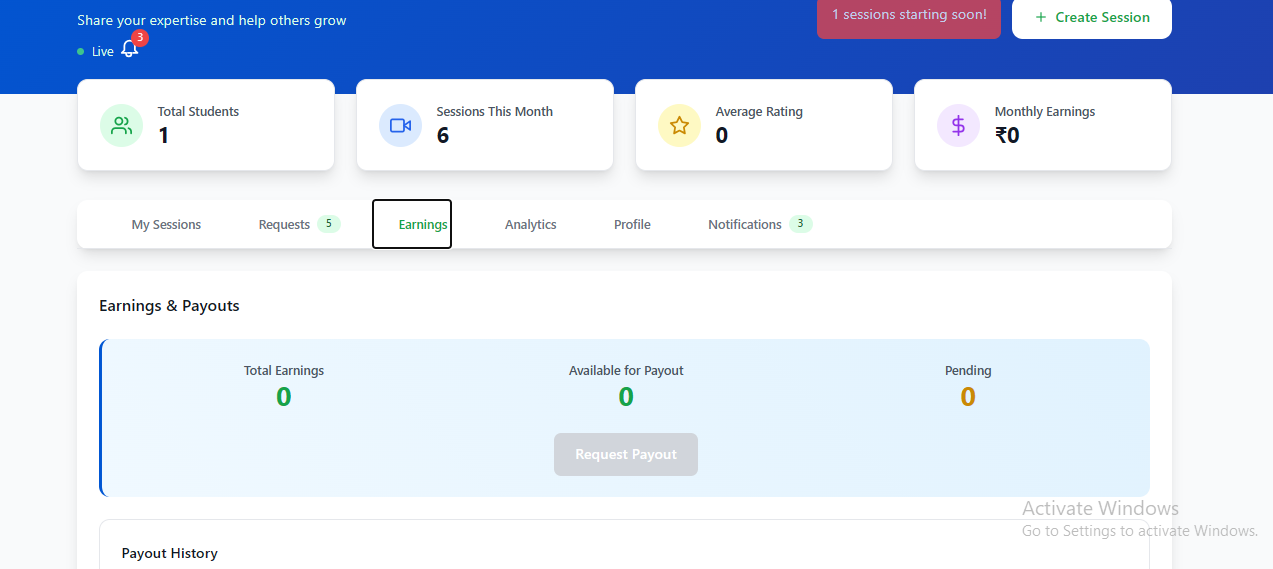 Share your expertise and help others grow
1 sessions starting soon!
+ Create Session
Live
3
Total Students
1
Sessions This Month
6
Average Rating
0
Monthly Earnings
₹0
My Sessions
Requests 5
Earnings
Analytics
Profile
Notifications 3
Earnings & Payouts
Total Earnings
0
Available for Payout
0
Pending
0
Request Payout
Activate Windows
Go to Settings to activate Windows.
Payout History